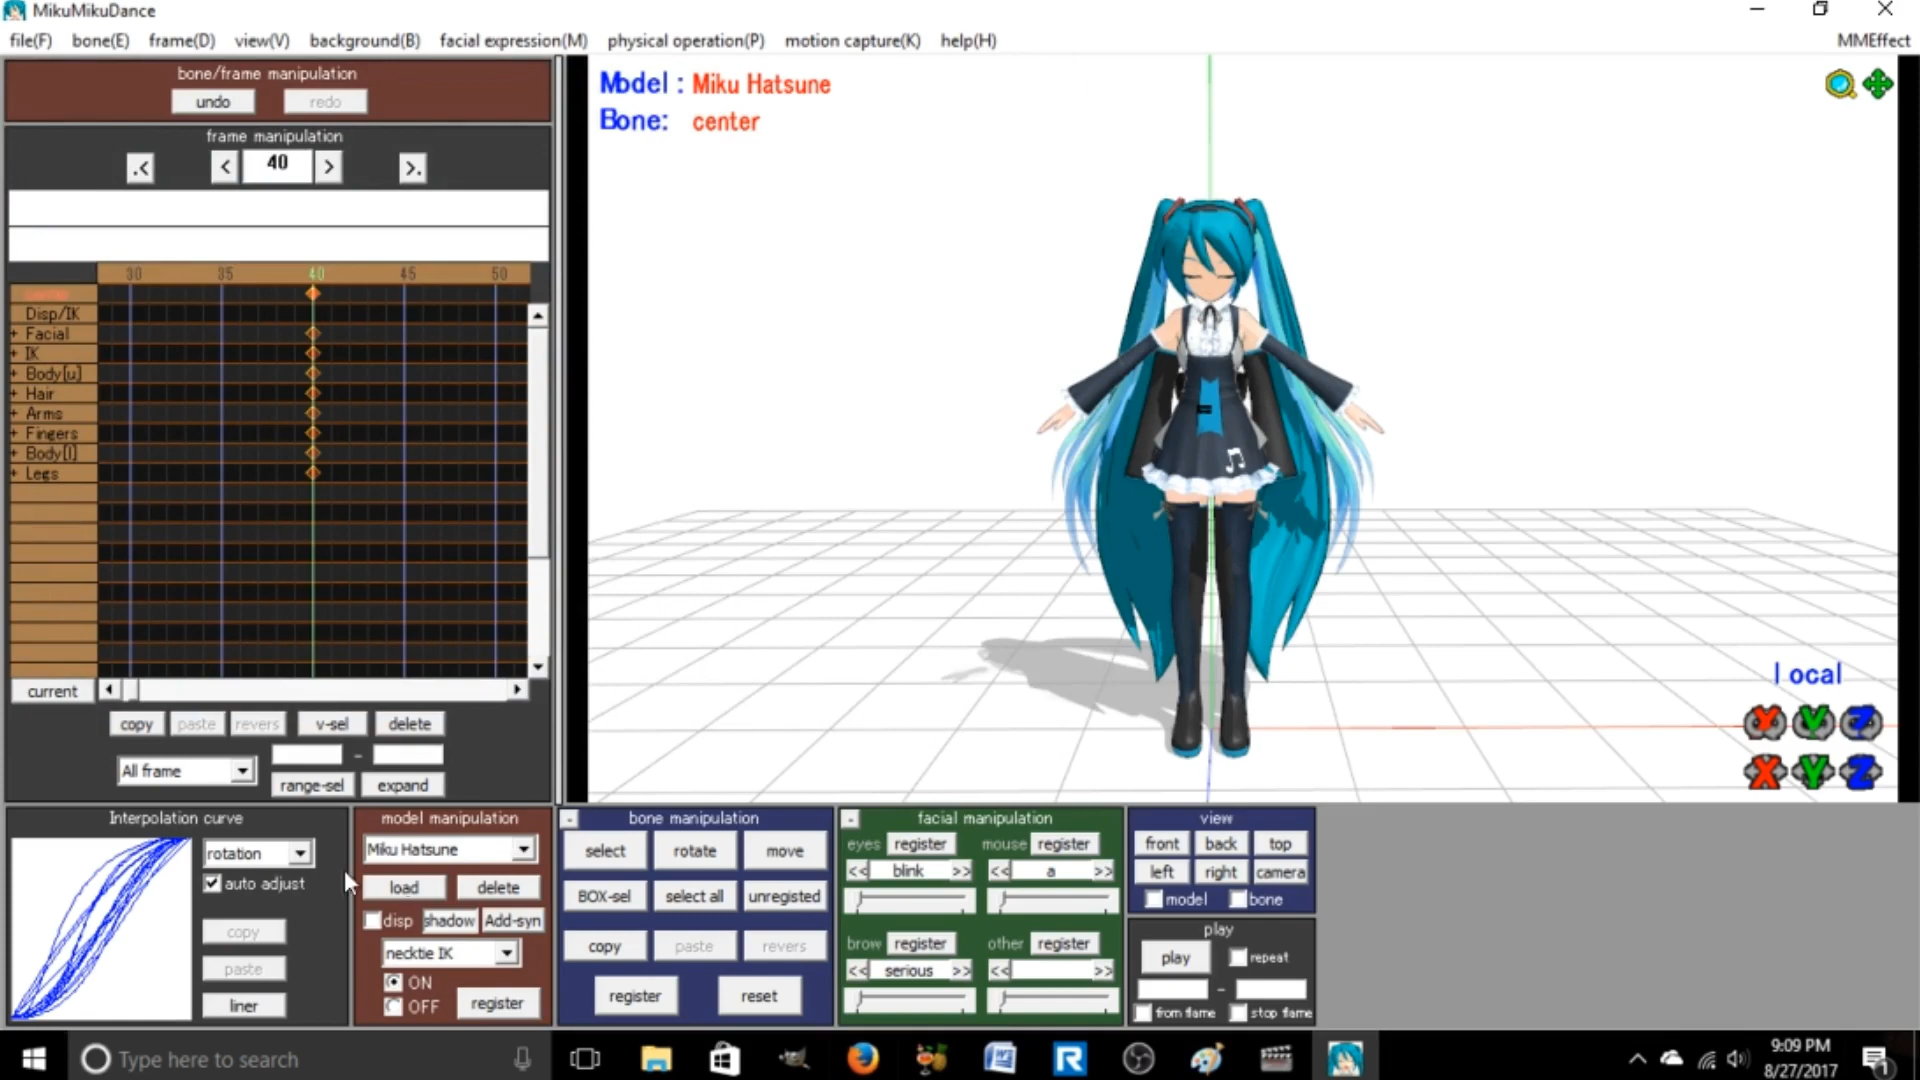 MikuMikuDance
file(F) bone(E) frame(D) view(V) background(B) facial expression(M) physical operation(P) motion capture(K) help(H) MMEffect
bone/frame manipulation
undo redo
frame manipulation
.< < 40 > >.
30 35 40 45 50
Disp/IK
+ Facial
+ IK
+ Body[u]
+ Hair
+ Arms
+ Fingers
+ Body[l]
+ Legs
current
copy paste revers v-sel delete
-
All frame
range-sel expand
Model : Miku Hatsune
Bone: center
local
X Y Z
X Y Z
Interpolation curve
rotation
auto adjust
copy
paste
liner
model manipulation
Miku Hatsune
load delete
disp shadow Add-syn
necktie IK
ON
OFF register
- bone manipulation
select rotate move
BOX-sel select all unregisted
copy paste revers
register reset
- facial manipulation
eyes register mouse register
<< blink >> << a >>
brow register other register
<< serious >> << >>
view
front back top
left right camera
model bone
play
play repeat
-
from flame stop flame
Type here to search
9:09 PM
8/27/2017
1